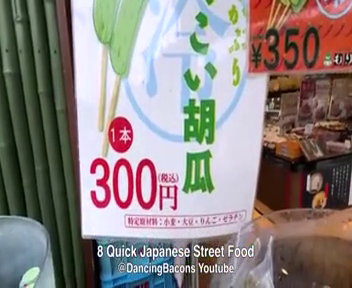 かぶり
冷
こい胡瓜
¥350
1本
300円
(税込)
特定原材料:小麦・大豆・りんご・ゼラチン
8 Quick Japanese Street Food
@DancingBacons Youtube